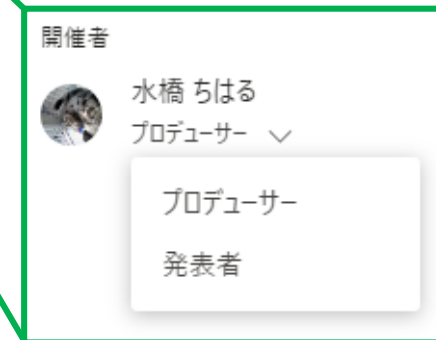 開催者
水橋 ちはる
プロデューサー
プロデューサー
発表者